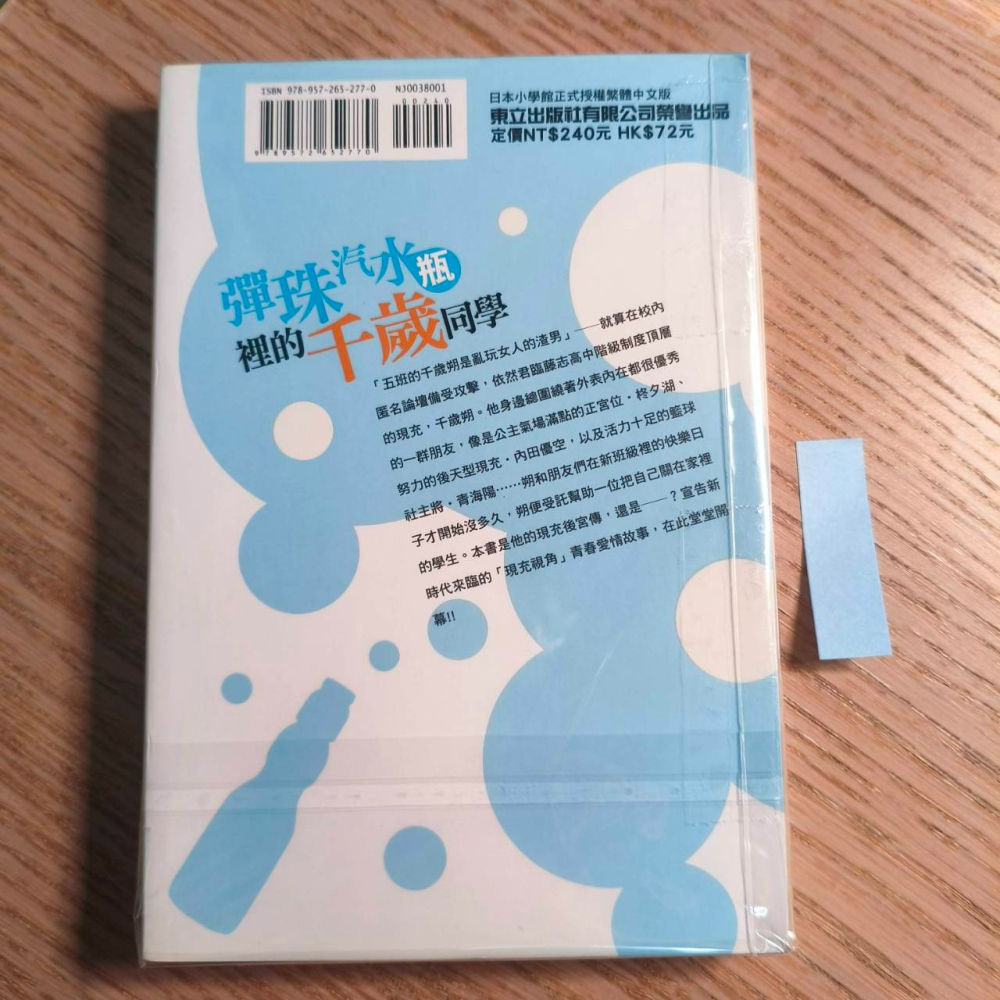 ISBN 978-957-265-277-0 N30038001
00240
9 789572 652770
日本小學館正式授權繁體中文版
東立出版社有限公司榮譽出品
定價NT$240元 HK$72元
彈珠汽水瓶
裡的千歲同學
「五班的千歲朔是亂玩女人的渣男」——就算在校內
匿名論壇備受攻擊，依然君臨藤志高中階級制度頂層
的現充，千歲朔。他身邊總圍繞著外表內在都很優秀
的一群朋友，像是公主氣場滿點的正宮位．柊夕湖、
努力的後天型現充．內田優空，以及活力十足的籃球
社主將．青海陽……朔和朋友們在新班級裡的快樂日
子才開始沒多久，朔便受託幫助一位把自己關在家裡
的學生。本書是他的現充後宮傳，還是——？宣告新
時代來臨的「現充視角」青春愛情故事，在此堂堂開
幕!!